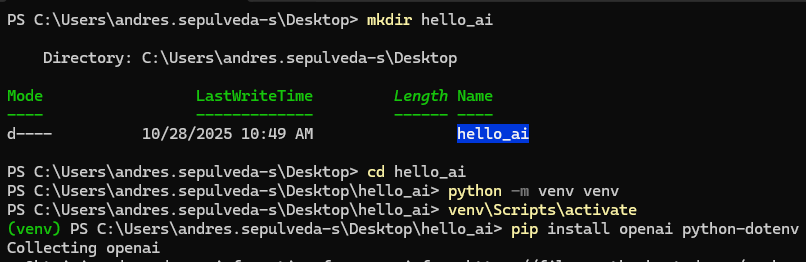 PS C:\Users\andres.sepulveda-s\Desktop> mkdir hello_ai
Directory: C:\Users\andres.sepulveda-s\Desktop
Mode LastWriteTime Length Name
---- ------------- ------ ----
d---- 10/28/2025 10:49 AM hello_ai
PS C:\Users\andres.sepulveda-s\Desktop> cd hello_ai
PS C:\Users\andres.sepulveda-s\Desktop\hello_ai> python -m venv venv
PS C:\Users\andres.sepulveda-s\Desktop\hello_ai> venv\Scripts\activate
(venv) PS C:\Users\andres.sepulveda-s\Desktop\hello_ai> pip install openai python-dotenv
Collecting openai